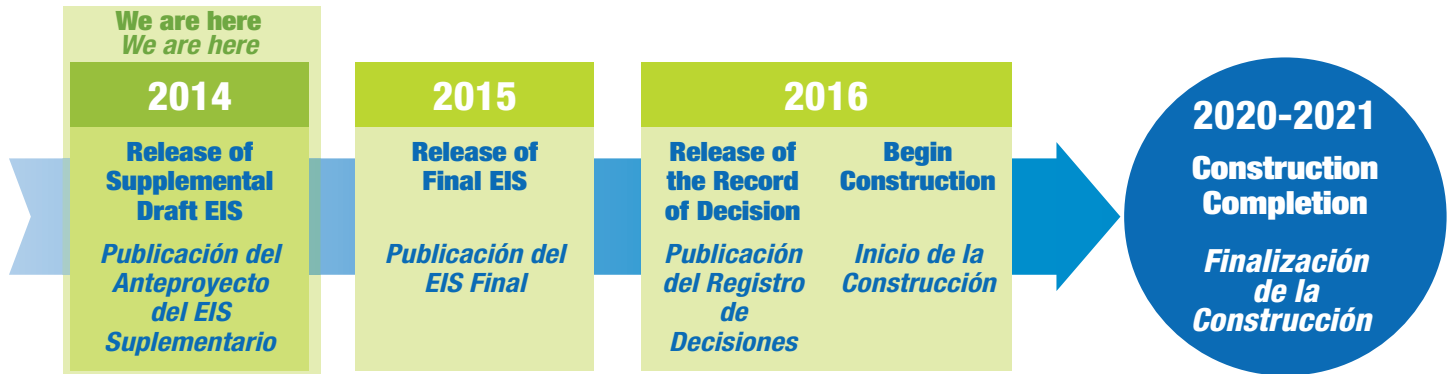 We are here
We are here
2014
Release of
Supplemental
Draft EIS
Publicación del
Anteproyecto
del EIS
Suplementario
2015
Release of
Final EIS
Publicación del
EIS Final
2016
Release of
the Record
of Decision
Publicación
del Registro
de
Decisiones
Begin
Construction
Inicio de la
Construcción
2020-2021
Construction
Completion
Finalización
de la
Construcción